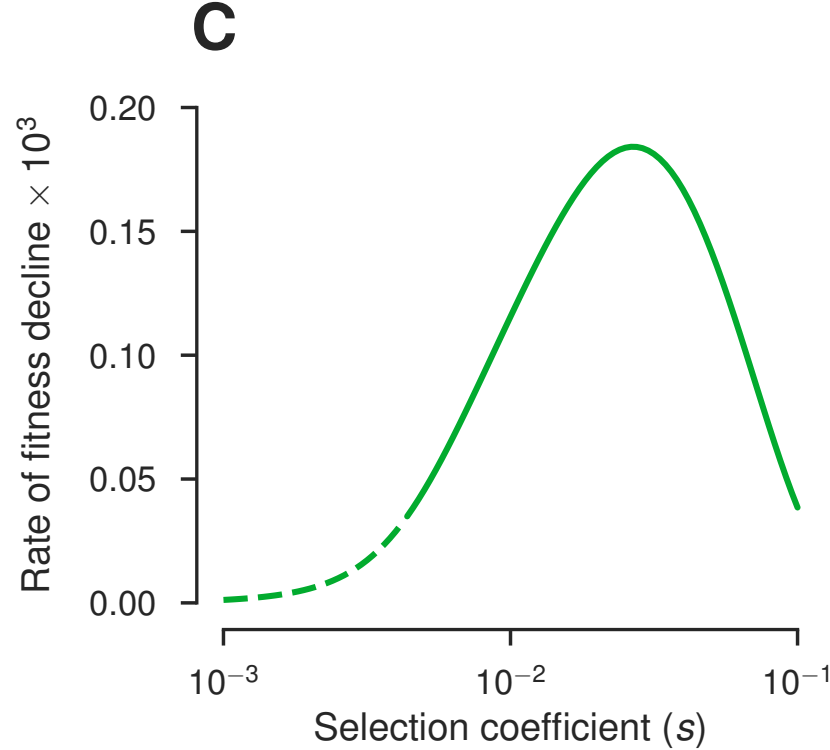 C
Rate of fitness decline × 10³
0.20
0.15
0.10
0.05
0.00
10⁻³
10⁻²
10⁻¹
Selection coefficient (s)